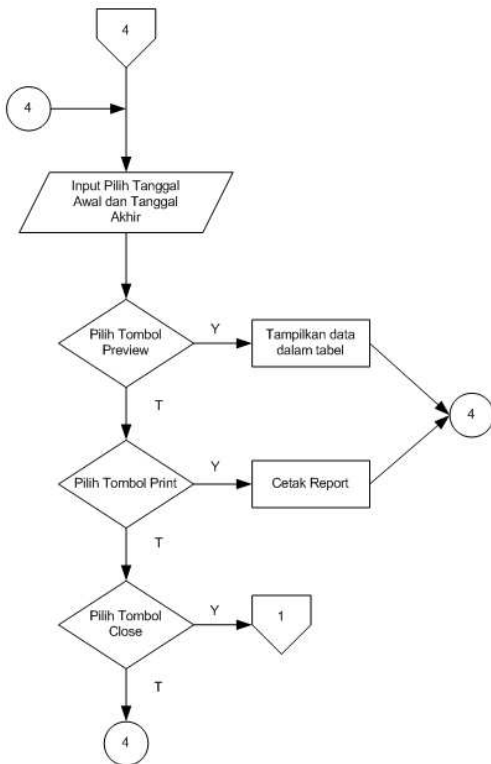 4
4
Input Pilih Tanggal
Awal dan Tanggal
Akhir
Pilih Tombol
Preview
Y
Tampilkan data
dalam tabel
T
4
Pilih Tombol Print
Y
Cetak Report
T
Pilih Tombol
Close
Y
1
T
4